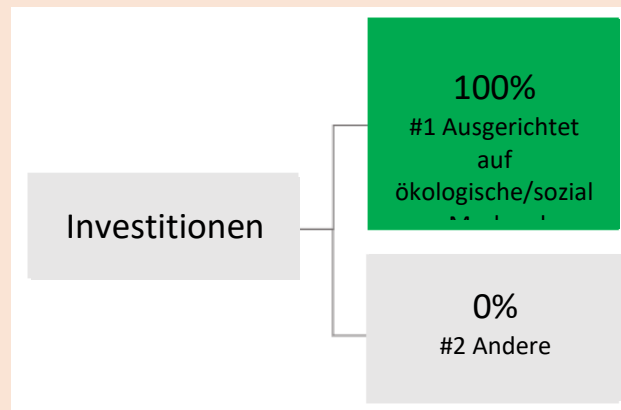 100%
#1 Ausgerichtet
auf
ökologische/sozial
Investitionen
0%
#2 Andere